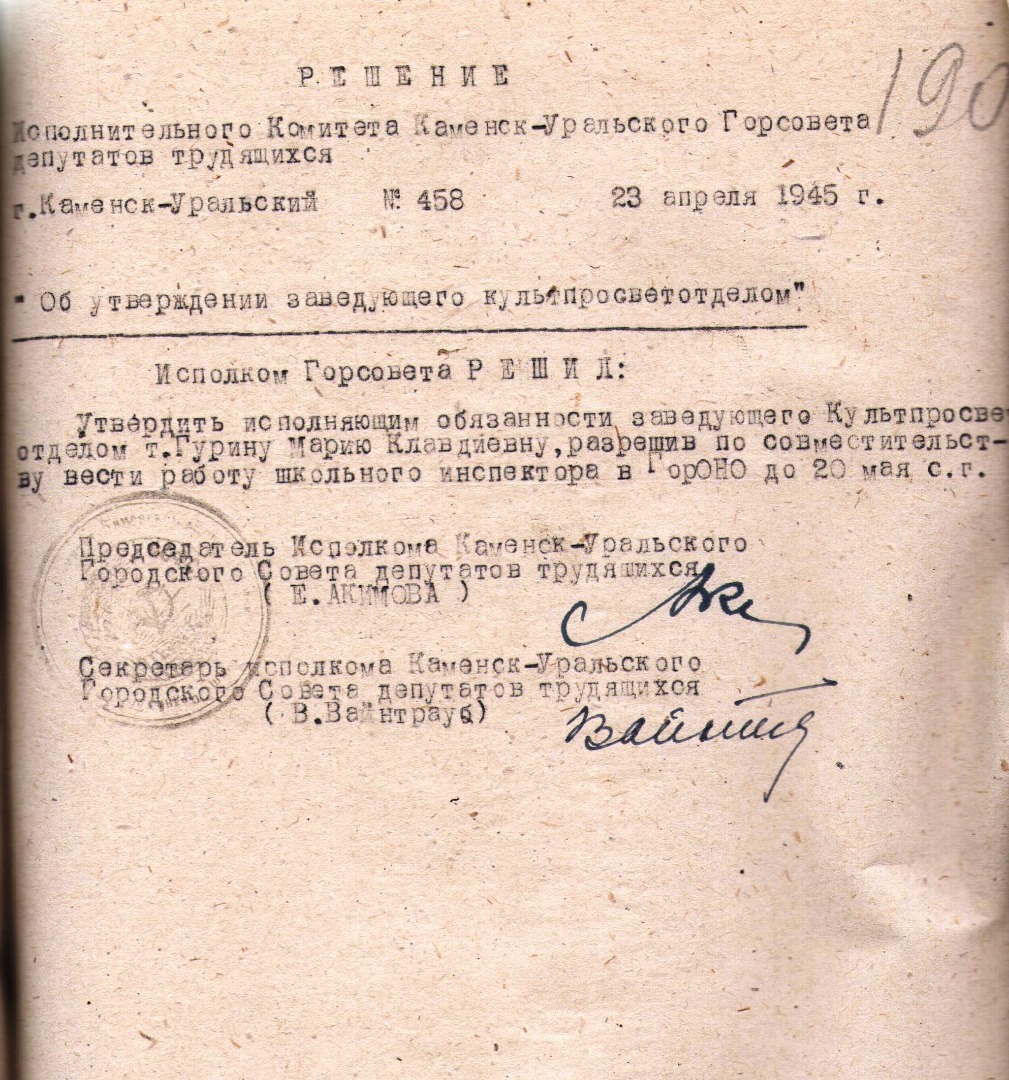 190
Р Е Ш Е Н И Е
Исполнительного Комитета Каменск-Уральского Горсовета
депутатов трудящихся
г.Каменск-Уральский № 458 23 апреля 1945 г.
" Об утверждении заведующего культпросветотделом"
Исполком Горсовета Р Е Ш И Л:
Утвердить исполняющим обязанности заведующего Культпросвет
отделом т.Гурину Марию Клавдиевну,разрешив по совместительст-
ву вести работу школьного инспектора в ГорОНО до 20 мая с.г.
Председатель Исполкома Каменск-Уральского
Городского Совета депутатов трудящихся
( Е.АКИМОВА )
Секретарь исполкома Каменск-Уральского
Городского Совета депутатов трудящихся
( В.Вайнтрауб)